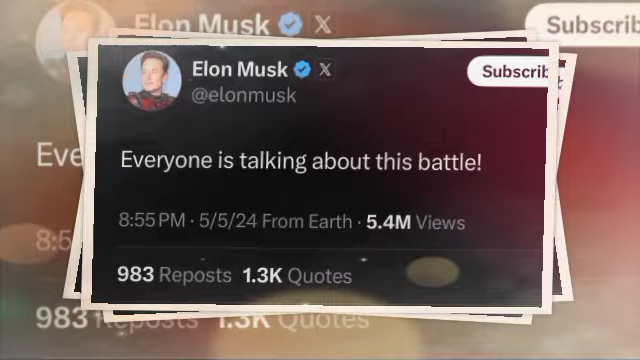 Elon Musk
Subscrib
Elon Musk
Subscrib
@elonmusk
Eve
Everyone is talking about this battle!
8:5
8:55 PM · 5/5/24 From Earth · 5.4M Views
983 Reposts 1.3K Quotes
983 Reposts 1.3K Quotes